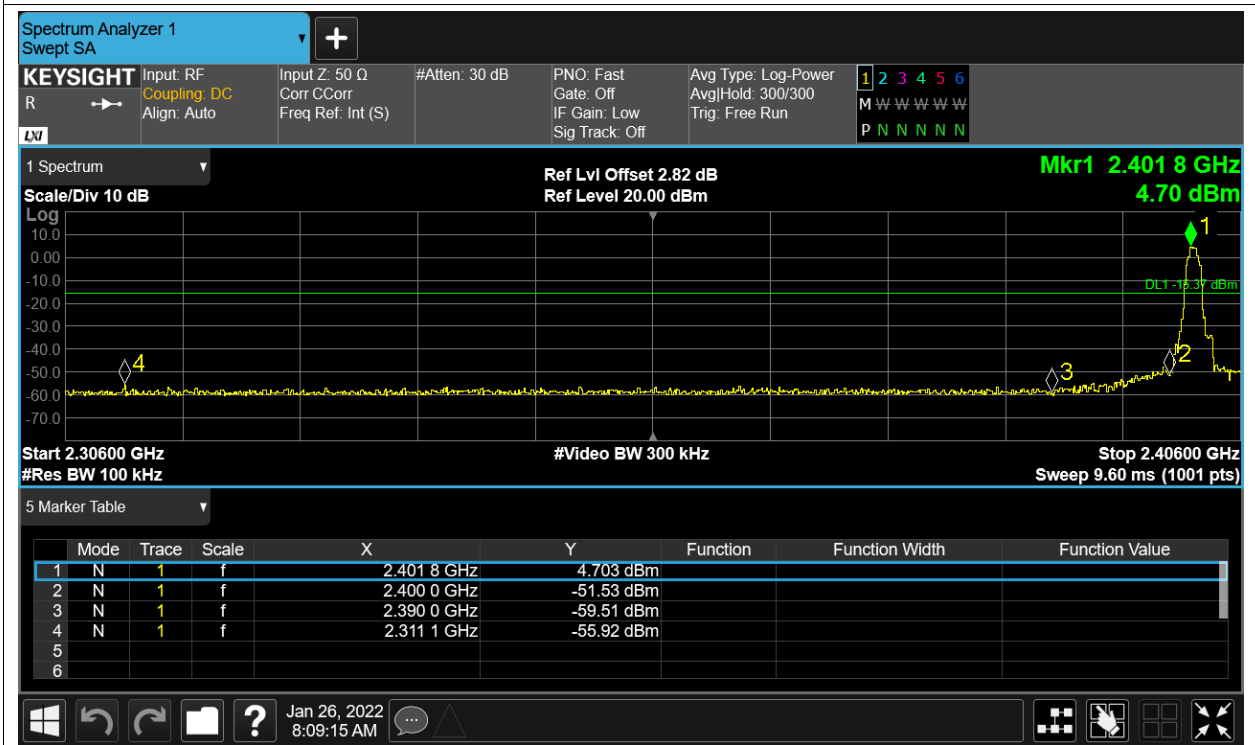 Spectrum Analyzer 1
Swept SA
KEYSIGHT
R
LXI
Input: RF
Coupling: DC
Align: Auto
Input Z: 50 Ω
Corr CCorr
Freq Ref: Int (S)
#Atten: 30 dB
PNO: Fast
Gate: Off
IF Gain: Low
Sig Track: Off
Avg Type: Log-Power
Avg|Hold: 300/300
Trig: Free Run
1 2 3 4 5 6
M W W W W W
P N N N N N
1 Spectrum
Scale/Div 10 dB
Ref Lvl Offset 2.82 dB
Ref Level 20.00 dBm
Mkr1 2.401 8 GHz
4.70 dBm
Log
10.0
0.00
-10.0
-20.0
-30.0
-40.0
-50.0
-60.0
-70.0
1
DL1 -15.37 dBm
2
3
4
Start 2.30600 GHz
#Res BW 100 kHz
#Video BW 300 kHz
Stop 2.40600 GHz
Sweep 9.60 ms (1001 pts)
5 Marker Table
Mode Trace Scale X Y Function Function Width Function Value
1 N 1 f 2.401 8 GHz 4.703 dBm
2 N 1 f 2.400 0 GHz -51.53 dBm
3 N 1 f 2.390 0 GHz -59.51 dBm
4 N 1 f 2.311 1 GHz -55.92 dBm
5
6
?
Jan 26, 2022
8:09:15 AM